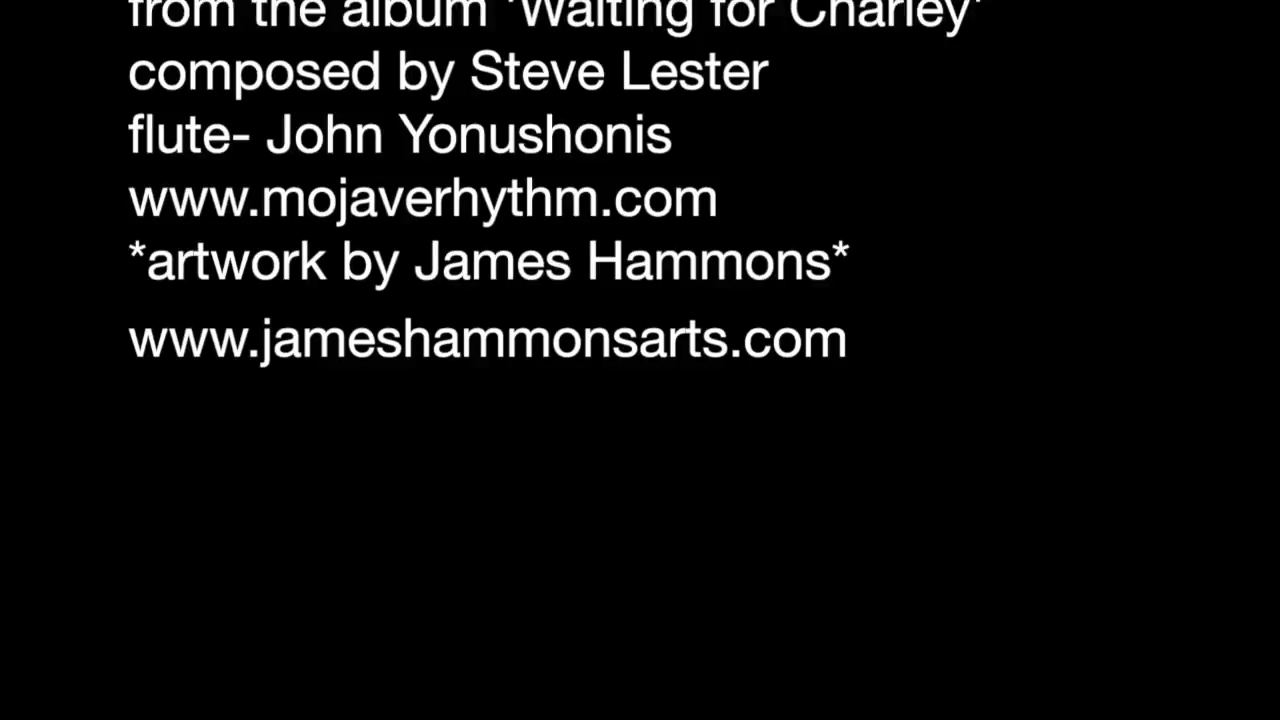 from the album 'Waiting for Charley'
composed by Steve Lester
flute- John Yonushonis
www.mojaverhythm.com
*artwork by James Hammons*
www.jameshammonsarts.com